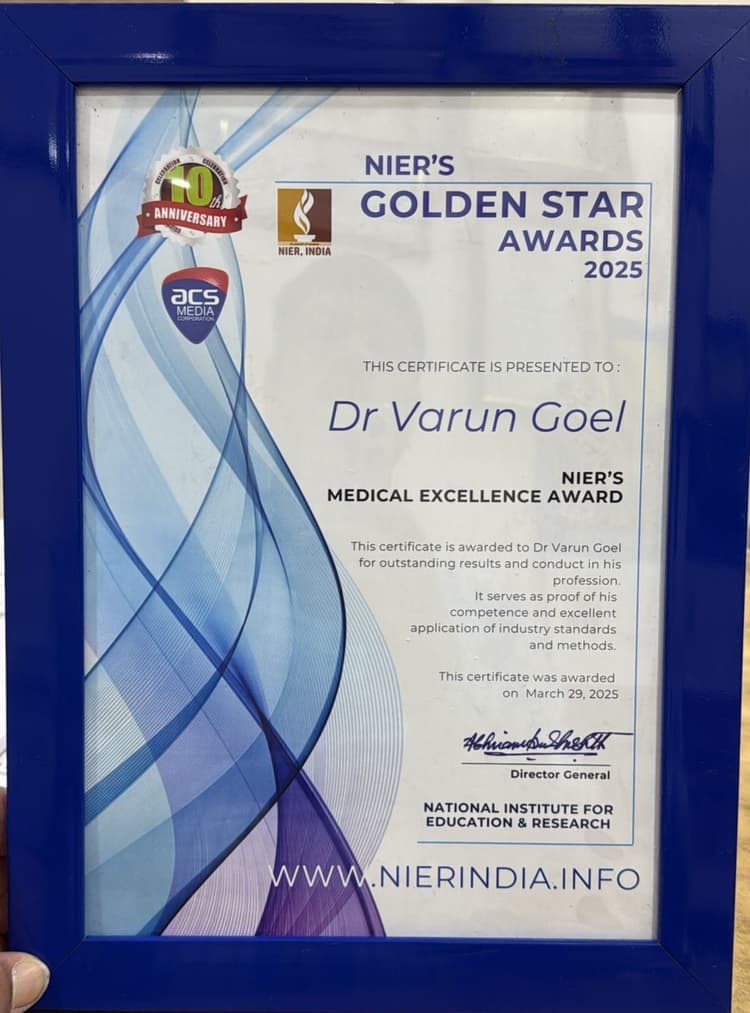 CELEBRATION CELEBRATION
10th
ANNIVERSARY
NIER, INDIA
acs
MEDIA
CORPORATION
NIER'S
GOLDEN STAR
AWARDS
2025
THIS CERTIFICATE IS PRESENTED TO :
Dr Varun Goel
NIER'S
MEDICAL EXCELLENCE AWARD
This certificate is awarded to Dr Varun Goel
for outstanding results and conduct in his
profession.
It serves as proof of his
competence and excellent
application of industry standards
and methods.
This certificate was awarded
on March 29, 2025
Director General
NATIONAL INSTITUTE FOR
EDUCATION & RESEARCH
WWW.NIERINDIA.INFO